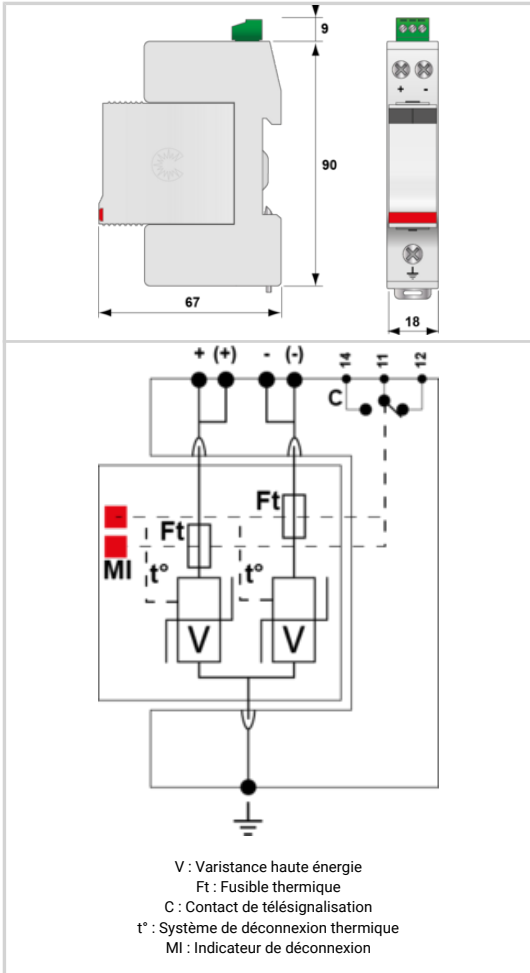 9
+ -
90
67
18
+ (+) - (-) 14 11 12
C
Ft
Ft
MI t° t°
V V
V : Varistance haute énergie
Ft : Fusible thermique
C : Contact de télésignalisation
t° : Système de déconnexion thermique
MI : Indicateur de déconnexion